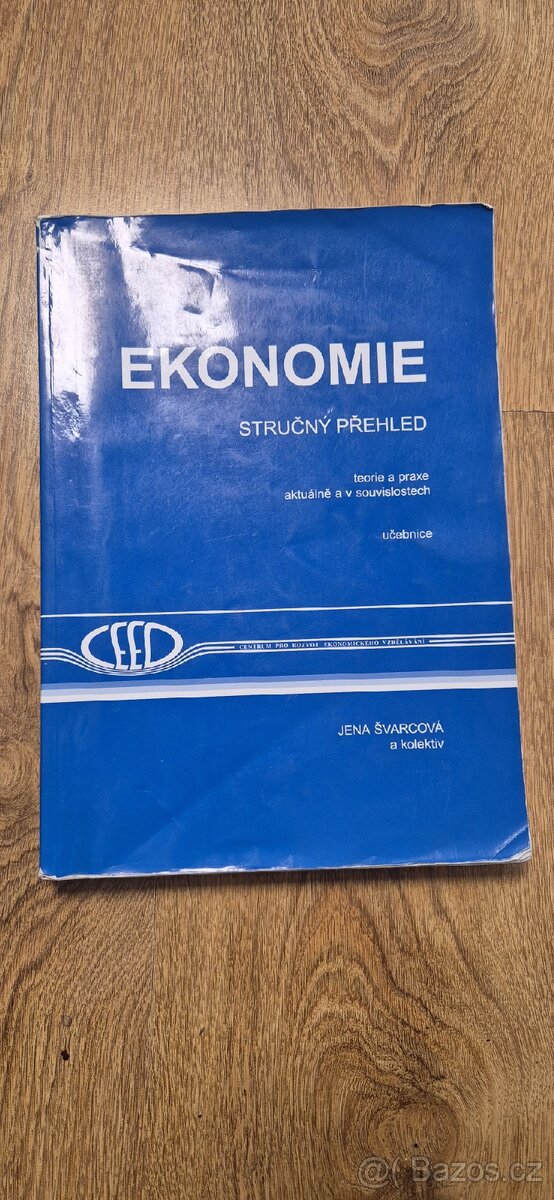 EKONOMIE
STRUČNÝ PŘEHLED
teorie a praxe
aktuálně a v souvislostech
učebnice
CEED
CENTRUM PRO ROZVOJ EKONOMICKÉHO VZDĚLÁVÁNÍ
JENA ŠVARCOVÁ
a kolektiv
@( Bazos.cz